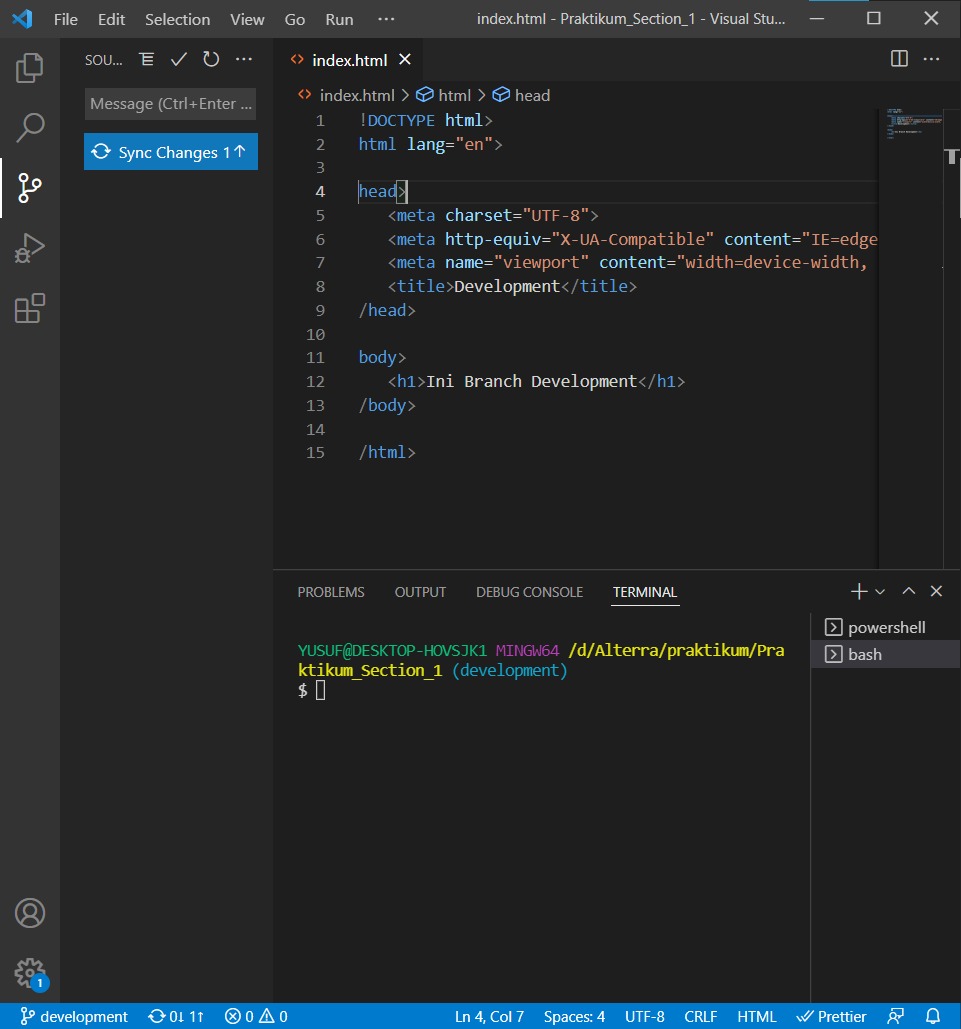 File Edit Selection View Go Run ··· index.html - Praktikum_Section_1 - Visual Stu...
SOU... ···
Message (Ctrl+Enter ...
Sync Changes 1↑
index.html
index.html > html > head
1 !DOCTYPE html>
2 html lang="en">
3
4 head>
5 <meta charset="UTF-8">
6 <meta http-equiv="X-UA-Compatible" content="IE=edge
7 <meta name="viewport" content="width=device-width,
8 <title>Development</title>
9 /head>
10
11 body>
12 <h1>Ini Branch Development</h1>
13 /body>
14
15 /html>
PROBLEMS OUTPUT DEBUG CONSOLE TERMINAL
YUSUF@DESKTOP-HOVSJK1 MINGW64 /d/Alterra/praktikum/Pra
ktikum_Section_1 (development)
$
powershell
bash
1
development 0↓ 1↑ 0 0 Ln 4, Col 7 Spaces: 4 UTF-8 CRLF HTML Prettier